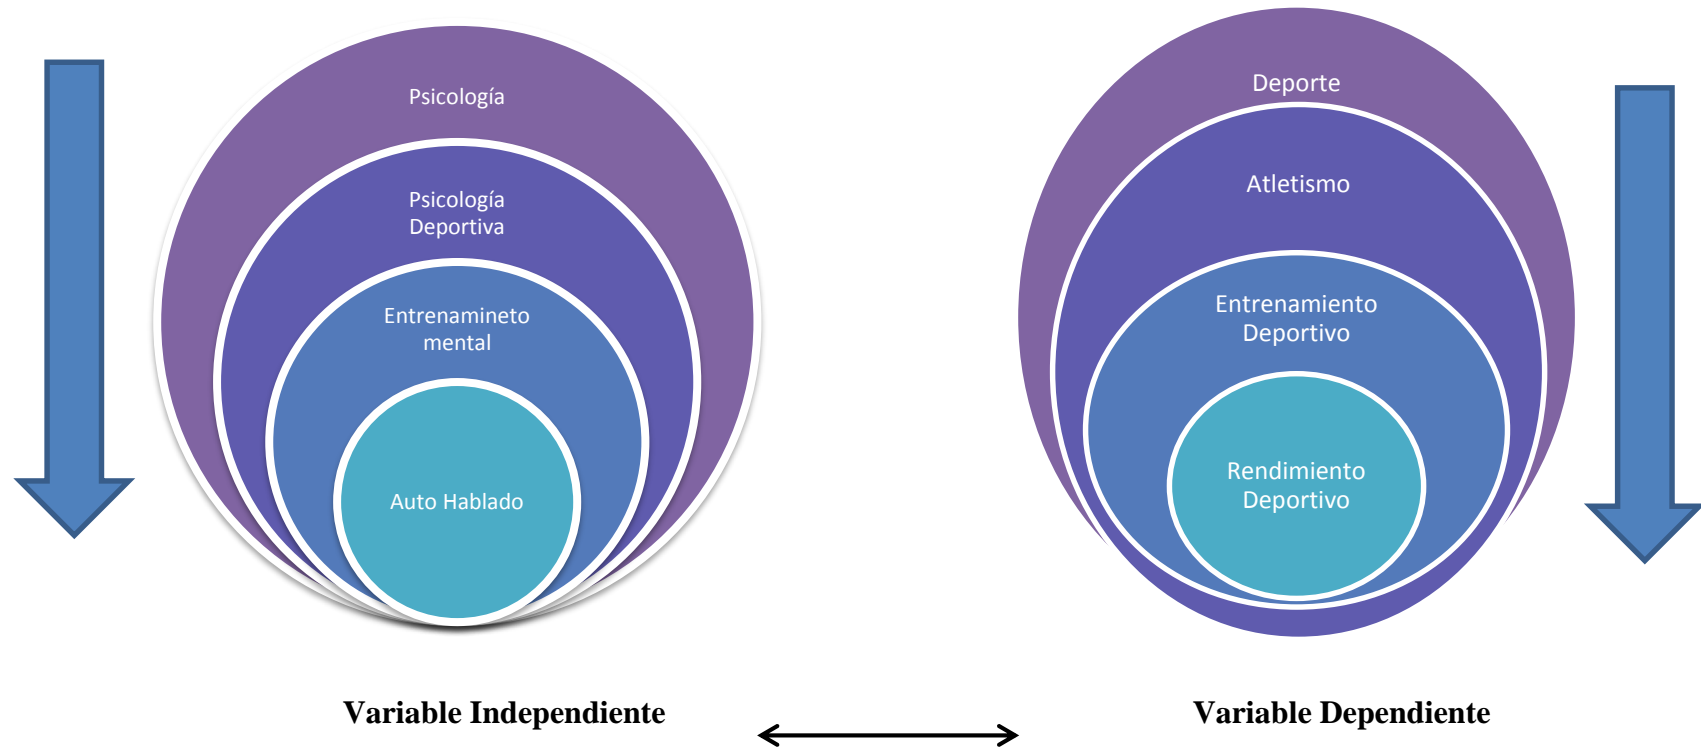 Psicología
Psicología
Deportiva
Entrenamineto
mental
Auto Hablado
Deporte
Atletismo
Entrenamiento
Deportivo
Rendimiento
Deportivo
Variable Independiente
Variable Dependiente